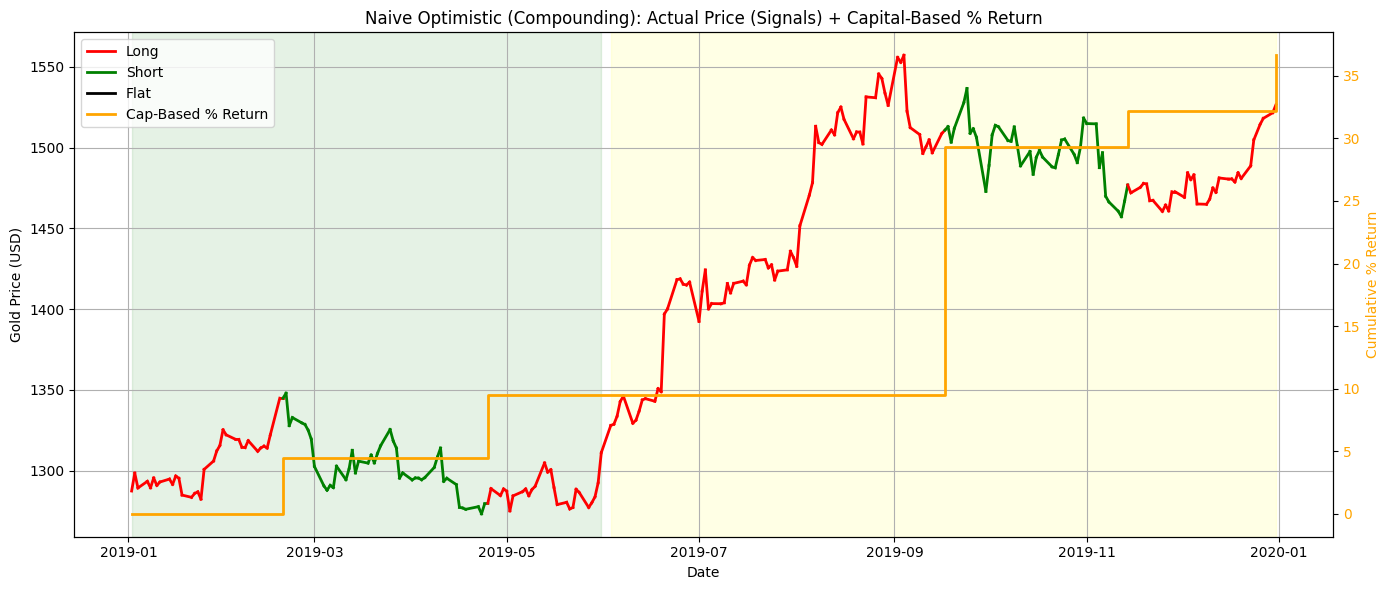 Naive Optimistic (Compounding): Actual Price (Signals) + Capital-Based % Return
Long
Short
Flat
Cap-Based % Return
Gold Price (USD)
1550
1500
1450
1400
1350
1300
35
30
25
20
15
10
5
0
Cumulative % Return
2019-01
2019-03
2019-05
2019-07
2019-09
2019-11
2020-01
Date